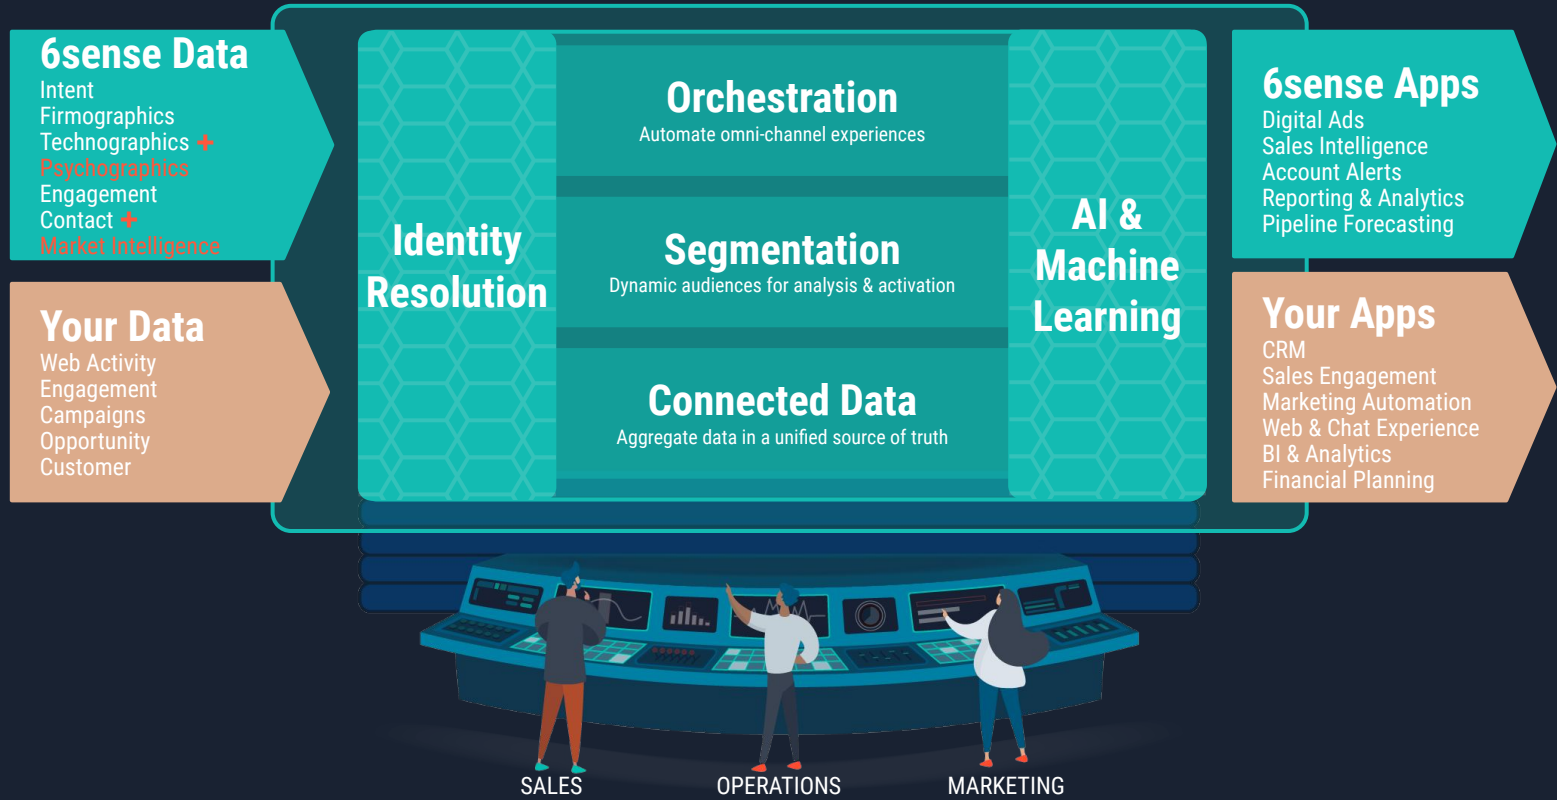 6sense Data
Intent
Firmographics
Technographics +
Psychographics
Engagement
Contact +
Market Intelligence
Your Data
Web Activity
Engagement
Campaigns
Opportunity
Customer
Identity
Resolution
Orchestration
Automate omni-channel experiences
Segmentation
Dynamic audiences for analysis & activation
Connected Data
Aggregate data in a unified source of truth
AI &
Machine
Learning
6sense Apps
Digital Ads
Sales Intelligence
Account Alerts
Reporting & Analytics
Pipeline Forecasting
Your Apps
CRM
Sales Engagement
Marketing Automation
Web & Chat Experience
BI & Analytics
Financial Planning
SALES
OPERATIONS
MARKETING